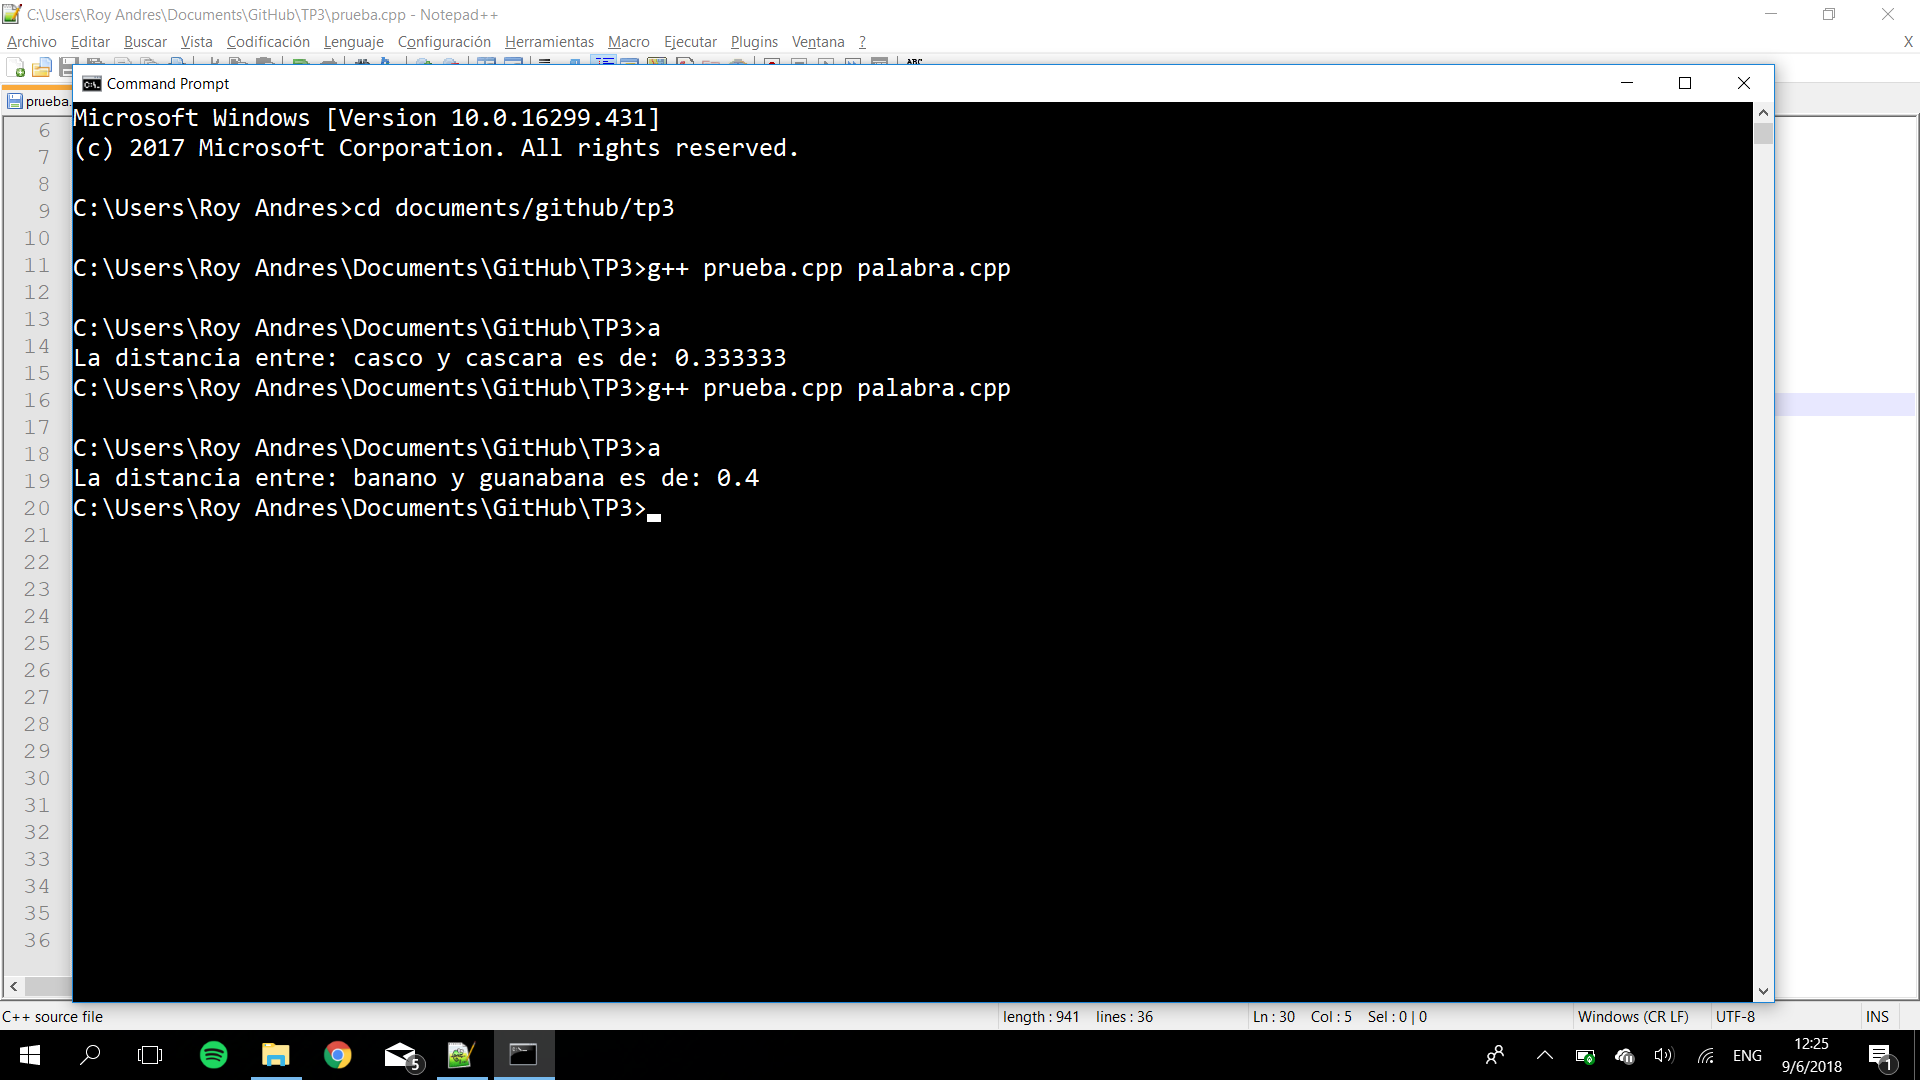 C:\Users\Roy Andres\Documents\GitHub\TP3\prueba.cpp - Notepad++
Archivo Editar Buscar Vista Codificación Lenguaje Formato Configuración Herramientas Macro Ejecutar Plugins Ventana ? X
prueba.
Command Prompt
Microsoft Windows [Version 10.0.16299.431]
(c) 2017 Microsoft Corporation. All rights reserved.
C:\Users\Roy Andres>cd documents/github/tp3
C:\Users\Roy Andres\Documents\GitHub\TP3>g++ prueba.cpp palabra.cpp
C:\Users\Roy Andres\Documents\GitHub\TP3>a
La distancia entre: casco y cascara es de: 0.333333
C:\Users\Roy Andres\Documents\GitHub\TP3>g++ prueba.cpp palabra.cpp
C:\Users\Roy Andres\Documents\GitHub\TP3>a
La distancia entre: banano y guanabana es de: 0.4
C:\Users\Roy Andres\Documents\GitHub\TP3>
6
7
8
9
10
11
12
13
14
15
16
17
18
19
20
21
22
23
24
25
26
27
28
29
30
31
32
33
34
35
36
C++ source file length : 941 lines : 36 Ln : 30 Col : 5 Sel : 0 | 0 Windows (CR LF) UTF-8 INS
5
ENG
12:25
9/6/2018
1